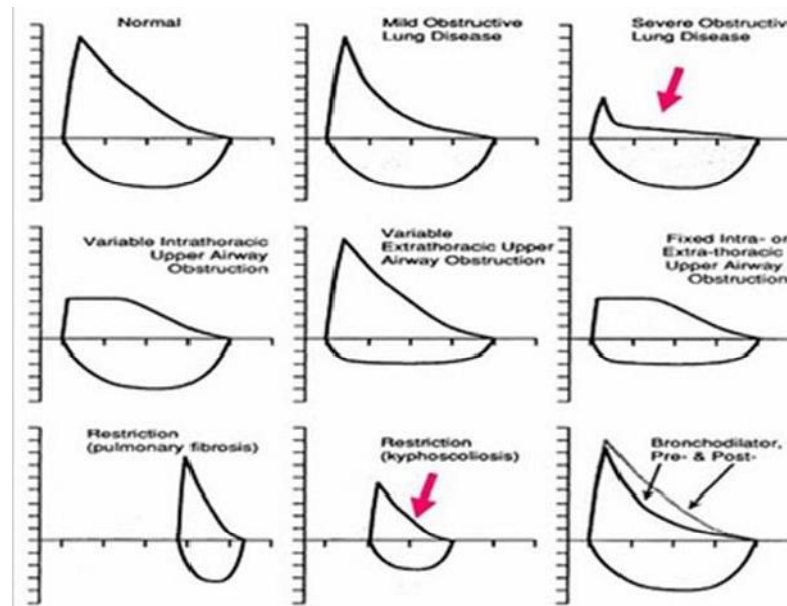 Normal
Mild Obstructive
Lung Disease
Severe Obstructive
Lung Disease
Variable Intrathoracic
Upper Airway
Obstruction
Variable
Extrathoracic Upper
Airway Obstruction
Fixed Intra- or
Extra-thoracic
Upper Airway
Obstruction
Restriction
(pulmonary fibrosis)
Restriction
(kyphoscoliosis)
Bronchodilator,
Pre- & Post-